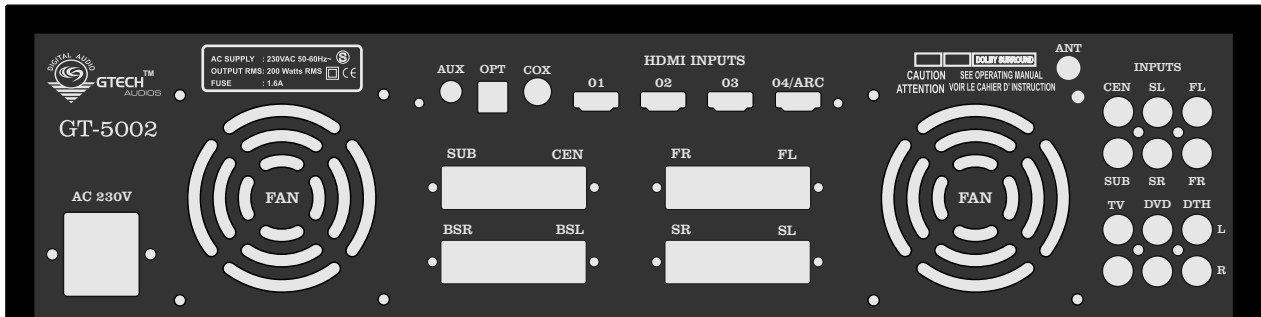 DIGITAL AUDIO
GTECH™
AUDIOS
GT-5002
AC 230V
AC SUPPLY : 230VAC 50-60Hz~ S
OUTPUT RMS: 200 Watts RMS CE
FUSE : 1.6A
FAN
AUX OPT COX
HDMI INPUTS
01 02 03 04/ARC
SUB CEN
FR FL
BSR BSL
SR SL
DOLBY SURROUND
CAUTION SEE OPERATING MANUAL
ATTENTION VOIR LE CAHIER D' INSTRUCTION
ANT
FAN
INPUTS
CEN SL FL
SUB SR FR
TV DVD DTH
L
R